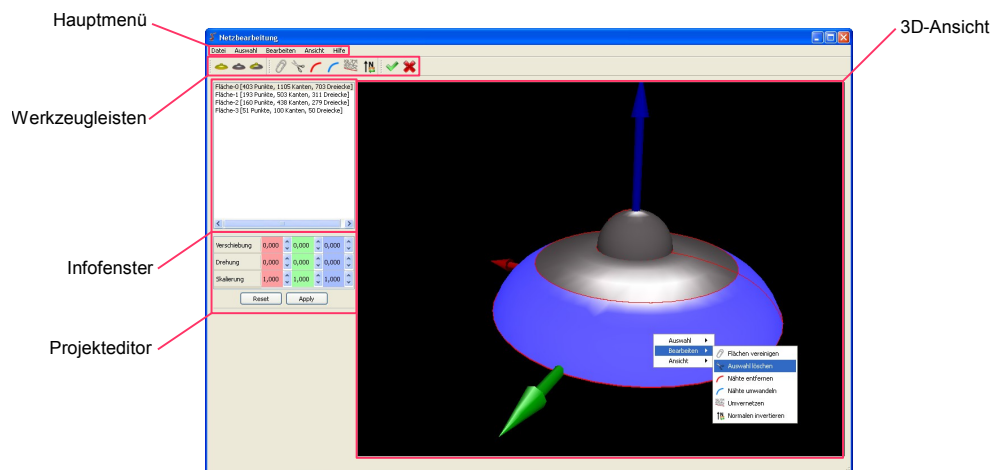 Hauptmenü
3D-Ansicht
Netzbearbeitung
Datei Auswahl Bearbeiten Ansicht Hilfe
Werkzeugleisten
Fläche-0 [403 Punkte, 1105 Kanten, 703 Dreiecke]
Fläche-1 [193 Punkte, 503 Kanten, 311 Dreiecke]
Fläche-2 [160 Punkte, 438 Kanten, 279 Dreiecke]
Fläche-3 [51 Punkte, 100 Kanten, 50 Dreiecke]
Infofenster
Verschiebung 0,000 0,000 0,000
Drehung 0,000 0,000 0,000
Skalierung 1,000 1,000 1,000
Reset Apply
Projekteditor
Auswahl
Bearbeiten
Ansicht
Flächen vereinigen
Auswahl löschen
Nähte entfernen
Nähte umwandeln
Umvernetzen
Normalen invertieren